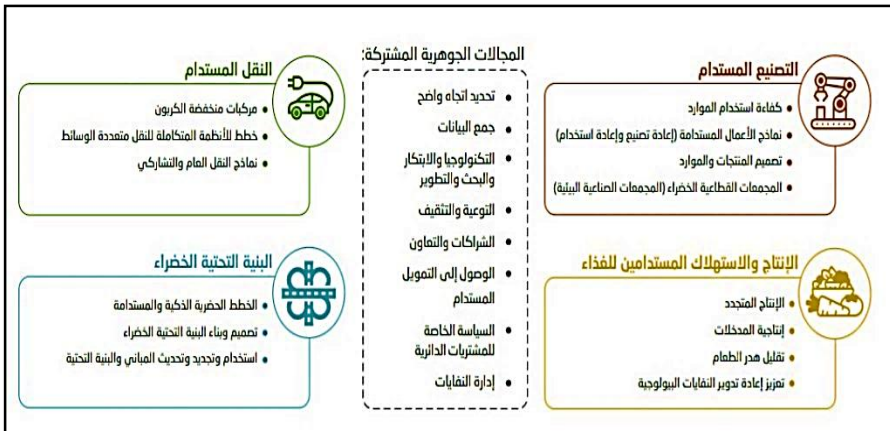 التصنيع المستدام
كفاءة استخدام الموارد
نماذج الأعمال المستدامة (إعادة تصنيع وإعادة استخدام)
تصميم المنتجات والموارد
المجمعات القطاعية الخضراء (المجمعات الصناعية البيئية)
الإنتاج والاستهلاك المستدامين للغذاء
الإنتاج المتجدد
إنتاجية المدخلات
تقليل هدر الطعام
تعزيز إعادة تدوير النفايات البيولوجية
المجالات الجوهرية المشتركة:
تحديد اتجاه واضح
جمع البيانات
التكنولوجيا والابتكار
والبحث والتطوير
التوعية والتثقيف
الشراكات والتعاون
الوصول إلى التمويل
المستدام
السياسة الخاصة
للمشتريات الدائرية
إدارة النفايات
النقل المستدام
مركبات منخفضة الكربون
خطط للأنظمة المتكاملة للنقل متعددة الوسائط
نماذج النقل العام والتشاركي
البنية التحتية الخضراء
الخطط الحضرية الذكية والمستدامة
تصميم وبناء البنية التحتية الخضراء
استخدام وتجديد وتحديث المباني والبنية التحتية